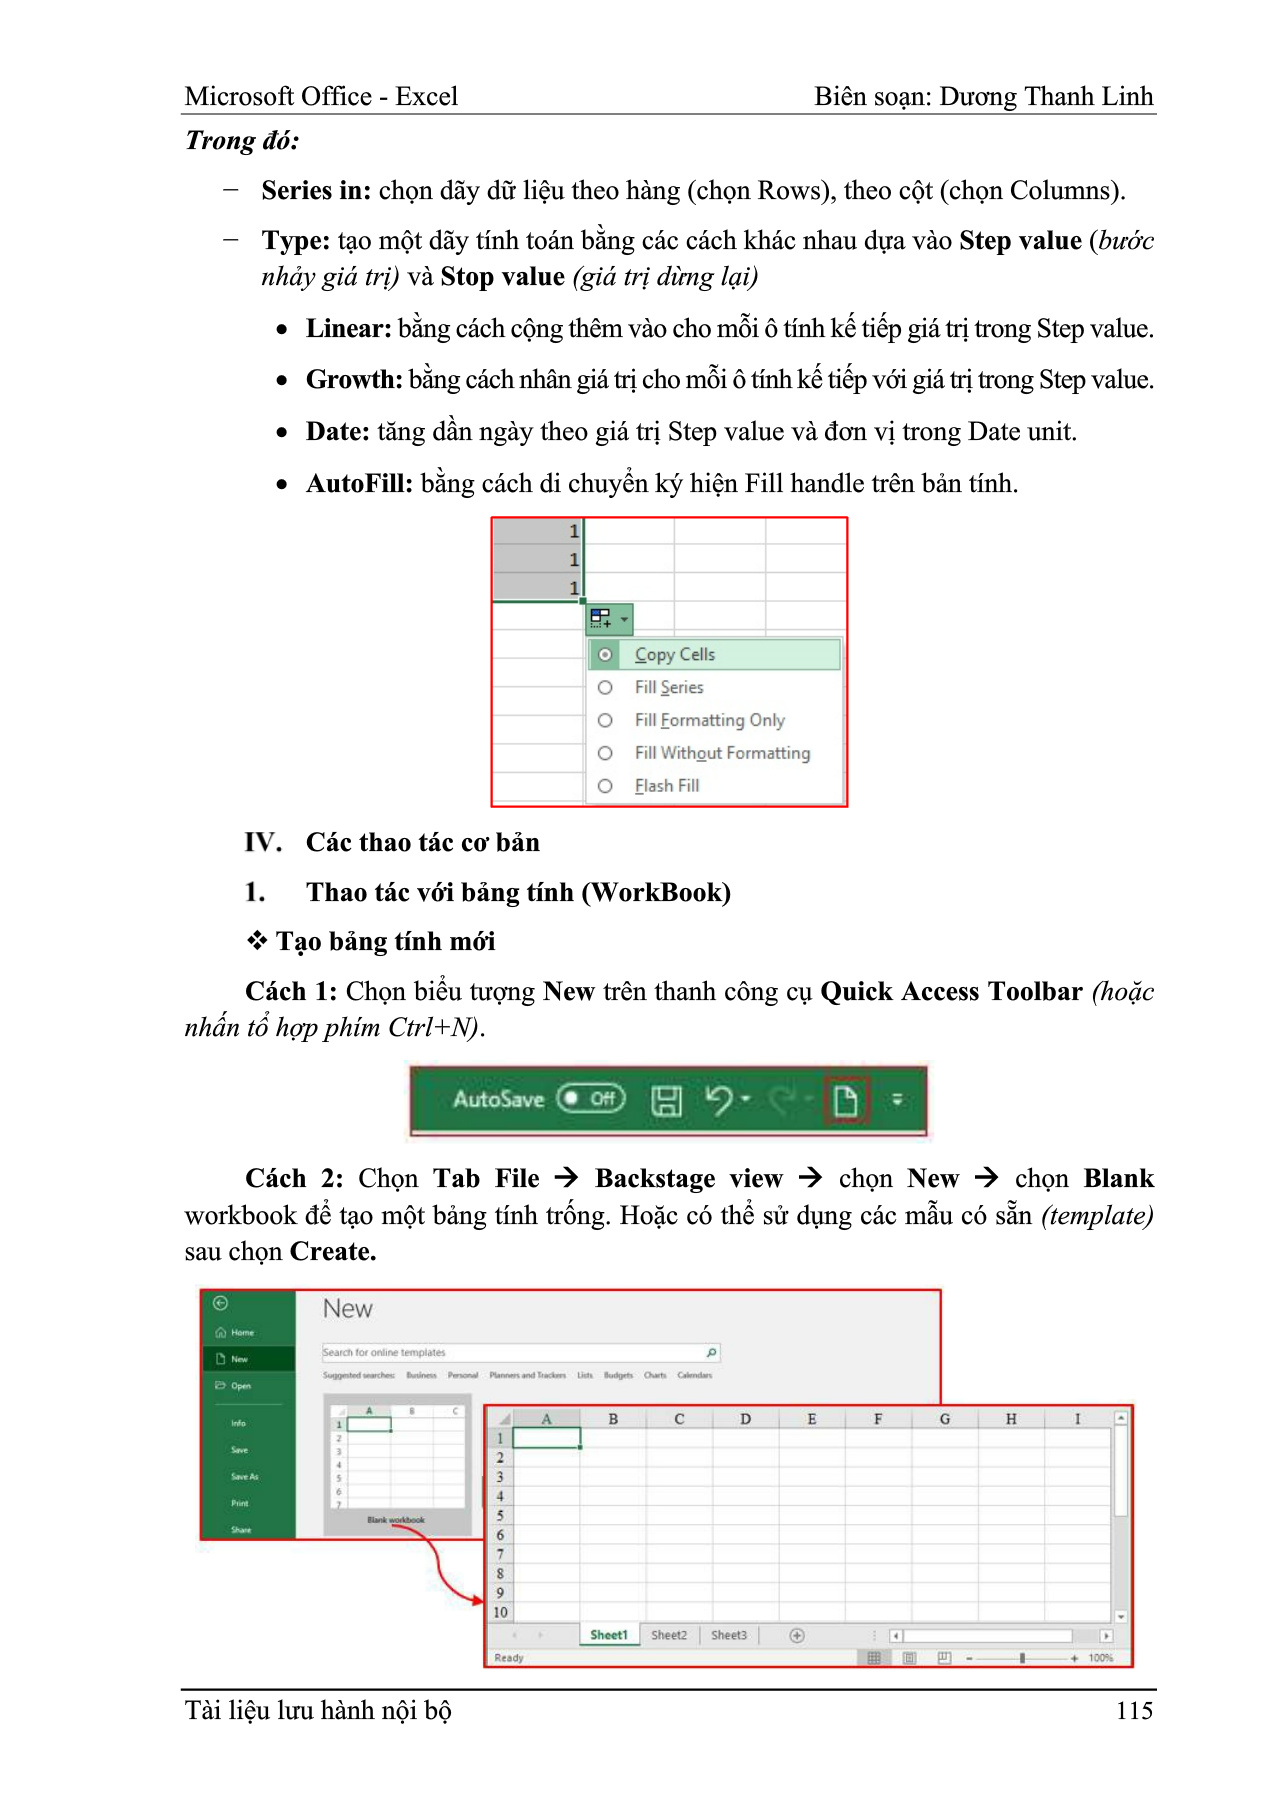 Microsoft Office - Excel Biên soạn: Dương Thanh Linh
Trong đó:
− Series in: chọn dãy dữ liệu theo hàng (chọn Rows), theo cột (chọn Columns).
− Type: tạo một dãy tính toán bằng các cách khác nhau dựa vào Step value (bước
nhảy giá trị) và Stop value (giá trị dừng lại)
• Linear: bằng cách cộng thêm vào cho mỗi ô tính kế tiếp giá trị trong Step value.
• Growth: bằng cách nhân giá trị cho mỗi ô tính kế tiếp với giá trị trong Step value.
• Date: tăng dần ngày theo giá trị Step value và đơn vị trong Date unit.
• AutoFill: bằng cách di chuyển ký hiện Fill handle trên bản tính.
1
1
1
Copy Cells
Fill Series
Fill Formatting Only
Fill Without Formatting
Flash Fill
IV. Các thao tác cơ bản
1. Thao tác với bảng tính (WorkBook)
❖ Tạo bảng tính mới
Cách 1: Chọn biểu tượng New trên thanh công cụ Quick Access Toolbar (hoặc
nhấn tổ hợp phím Ctrl+N).
AutoSave Off
Cách 2: Chọn Tab File → Backstage view → chọn New → chọn Blank
workbook để tạo một bảng tính trống. Hoặc có thể sử dụng các mẫu có sẵn (template)
sau chọn Create.
New
Home
New
Open
Info
Save
Save As
Print
Share
Search for online templates
Suggested searches: Business Personal Planners and Trackers Lists Budgets Charts Calendars
A B C
1
2
3
4
5
6
7
Blank workbook
A B C D E F G H I
1
2
3
4
5
6
7
8
9
10
Sheet1 Sheet2 Sheet3
Ready 100%
Tài liệu lưu hành nội bộ 115